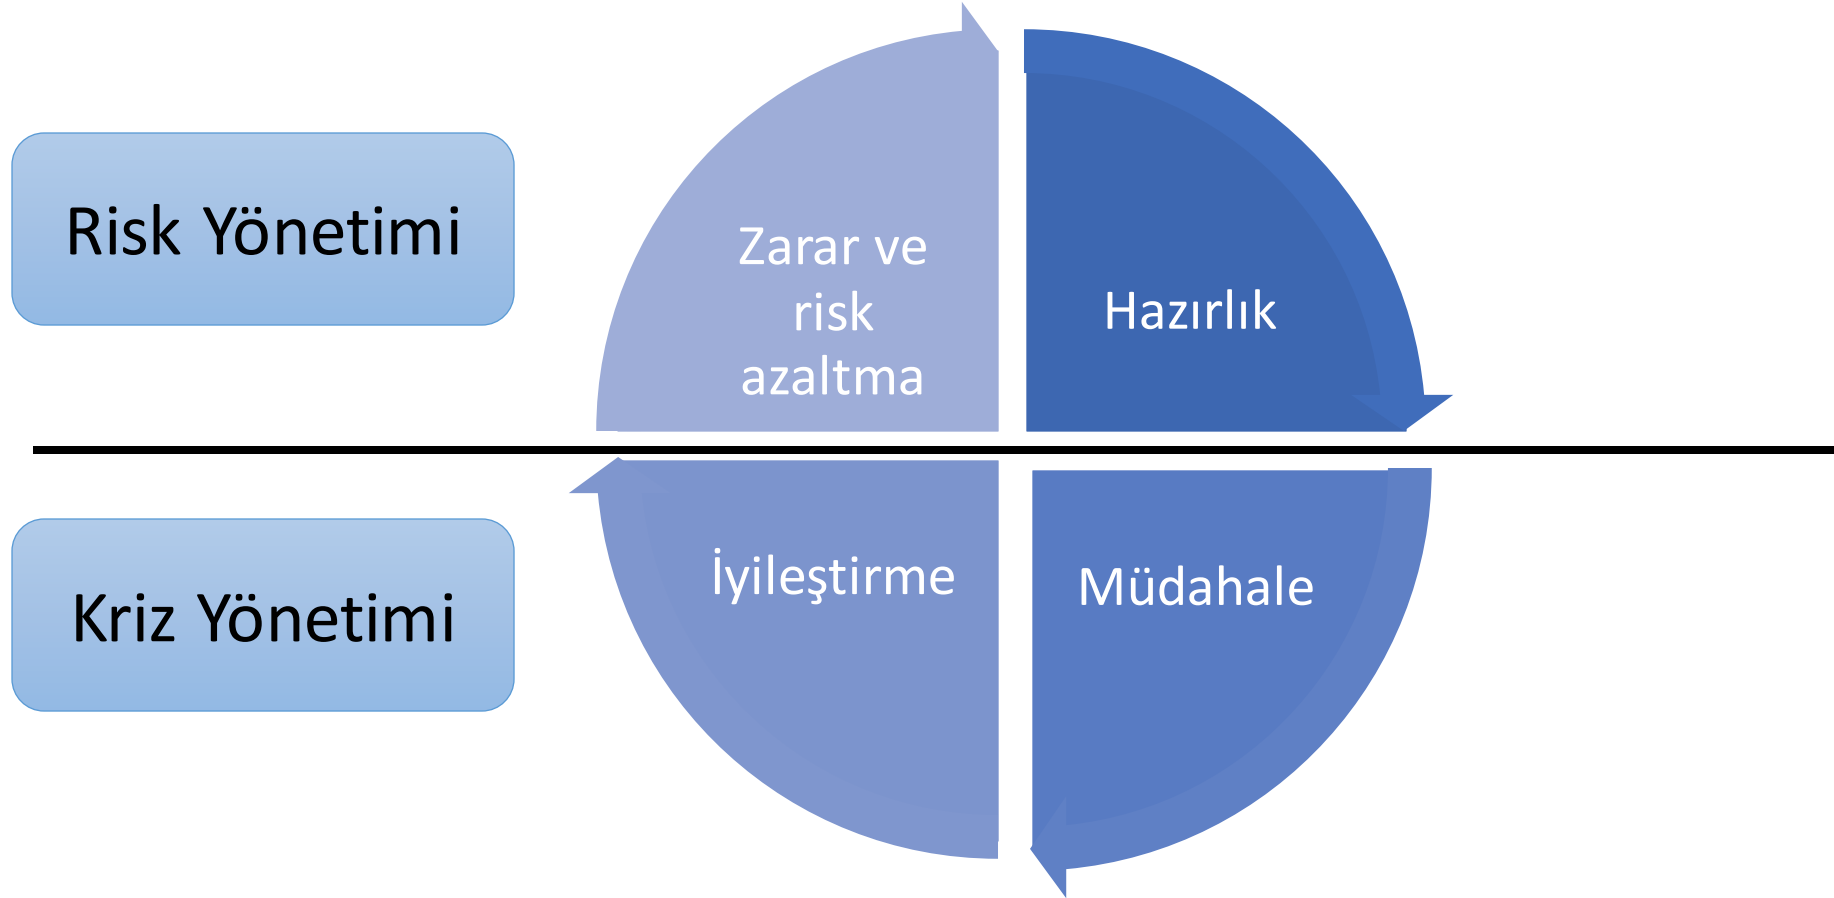 Risk Yönetimi
Zarar ve
risk
azaltma
Hazırlık
Kriz Yönetimi
İyileştirme
Müdahale